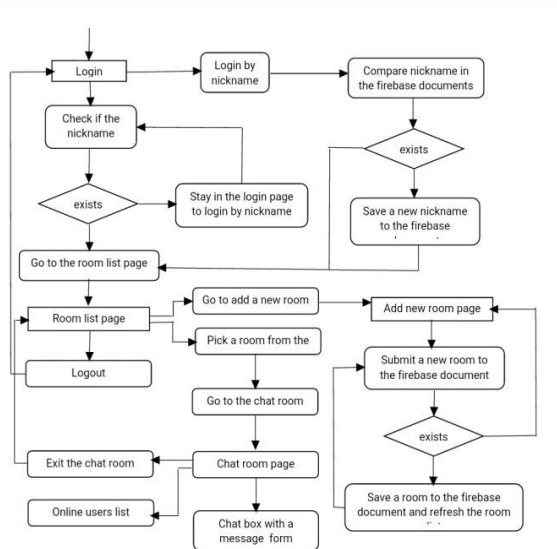 Login
Login by
nickname
Compare nickname in
the firebase documents
Check if the
nickname
exists
exists
Stay in the login page
to login by nickname
Save a new nickname
to the firebase
Go to the room list page
Go to add a new room
Add new room page
Room list page
Pick a room from the
Submit a new room to
the firebase document
Logout
Go to the chat room
exists
Exit the chat room
Chat room page
Save a room to the firebase
document and refresh the room
Online users list
Chat box with a
message form